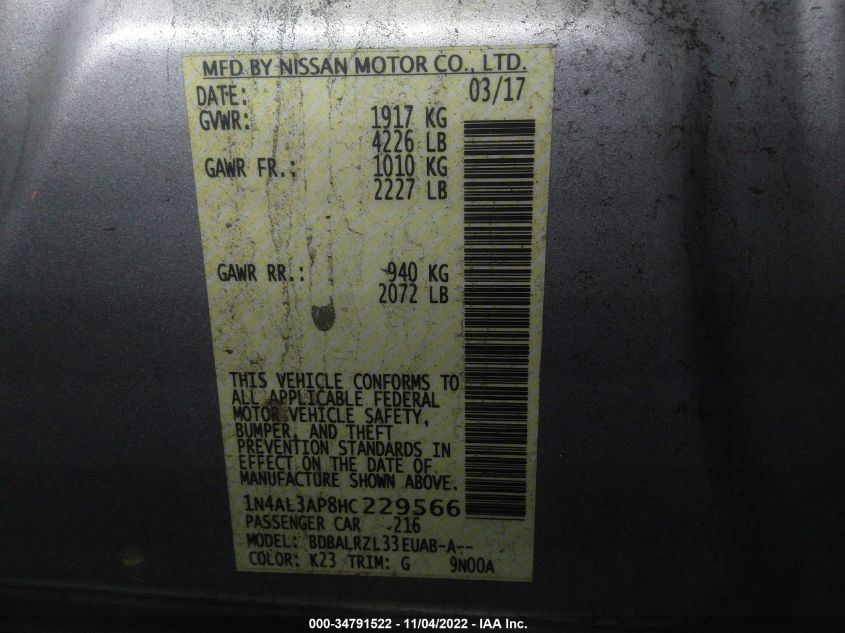 MFD BY NISSAN MOTOR CO., LTD.
DATE: 03/17
GVWR: 1917 KG
4226 LB
GAWR FR.: 1010 KG
2227 LB
GAWR RR.: 940 KG
2072 LB
THIS VEHICLE CONFORMS TO
ALL APPLICABLE FEDERAL
MOTOR VEHICLE SAFETY,
BUMPER, AND THEFT
PREVENTION STANDARDS IN
EFFECT ON THE DATE OF
MANUFACTURE SHOWN ABOVE.
1N4AL3AP8HC229566
PASSENGER CAR 216
MODEL: BDBALRZL33EUAB-A--
COLOR: K23 TRIM: G 9N00A
000-34791522 - 11/04/2022 - IAA Inc.